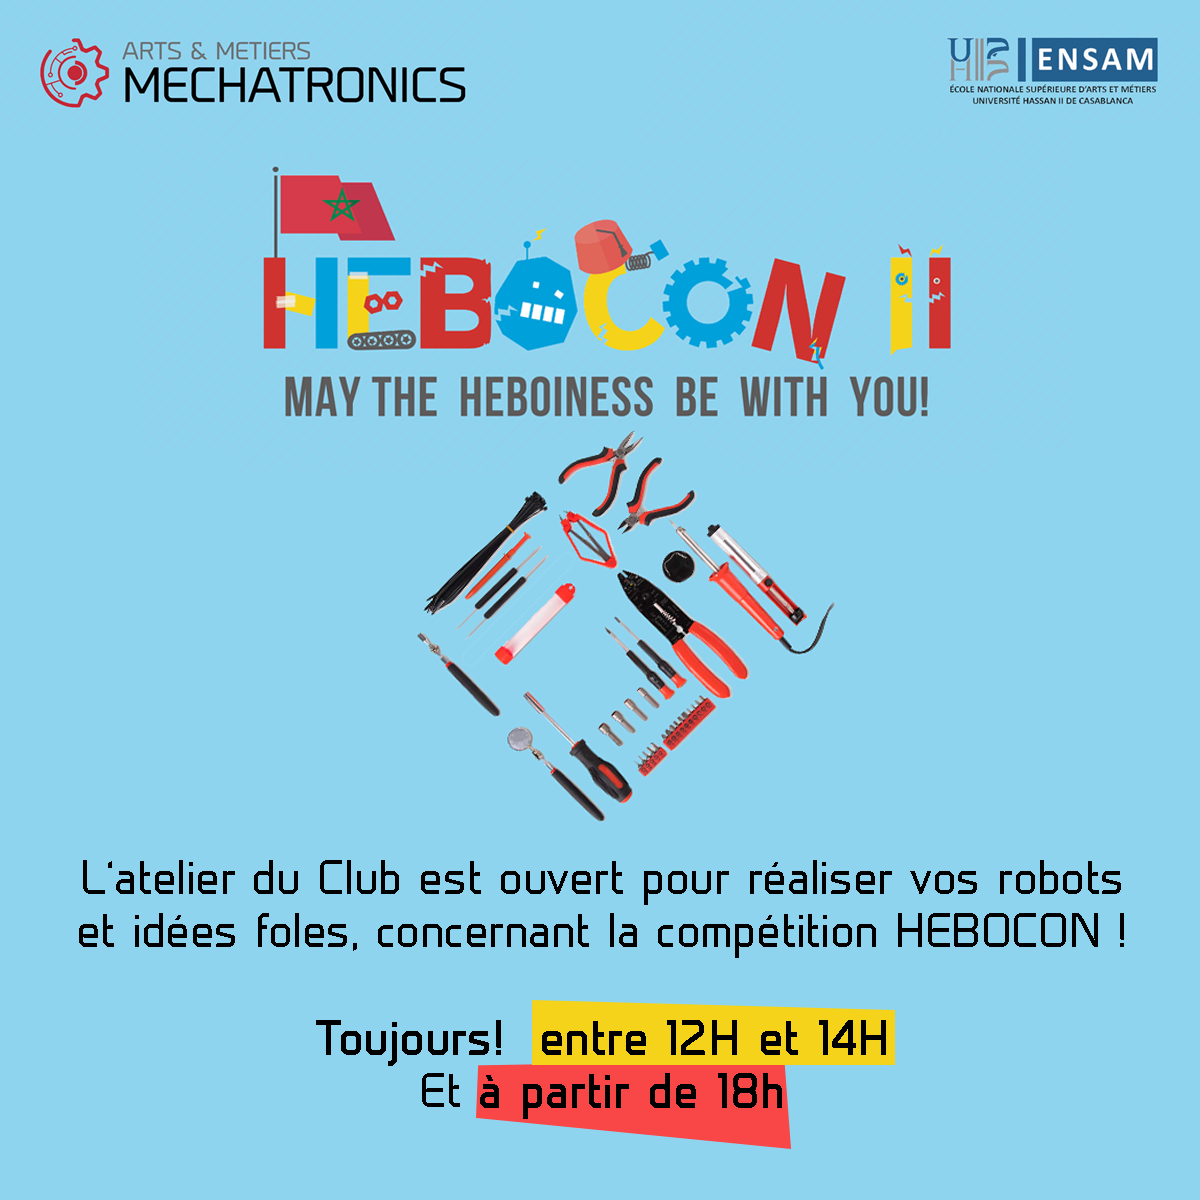 ARTS & METIERS
MECHATRONICS
UH
ENSAM
ÉCOLE NATIONALE SUPÉRIEURE D'ARTS ET MÉTIERS
UNIVERSITÉ HASSAN II DE CASABLANCA
HEBOCON II
MAY THE HEBOINESS BE WITH YOU!
L'atelier du Club est ouvert pour réaliser vos robots
et idées foles, concernant la compétition HEBOCON !
Toujours! entre 12H et 14H
Et à partir de 18h